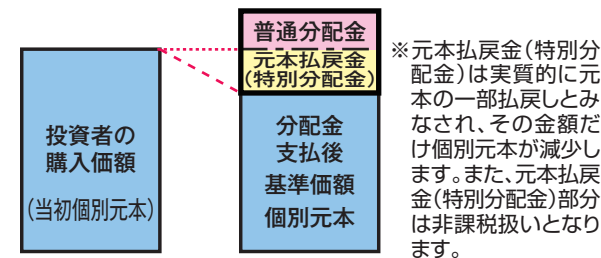 投資者の
購入価額
(当初個別元本)
普通分配金
元本払戻金
(特別分配金)
分配金
支払後
基準価額
個別元本
※元本払戻金(特別分
配金)は実質的に元
本の一部払戻しとみ
なされ、その金額だ
け個別元本が減少し
ます。また、元本払戻
金(特別分配金)部分
は非課税扱いとなり
ます。